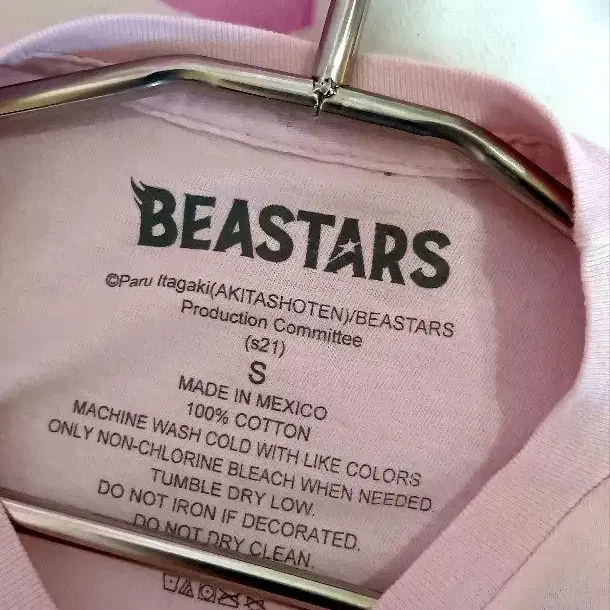 BEASTARS
©Paru Itagaki(AKITASHOTEN)/BEASTARS
Production Committee
(s21)
S
MADE IN MEXICO
100% COTTON
MACHINE WASH COLD WITH LIKE COLORS
ONLY NON-CHLORINE BLEACH WHEN NEEDED.
TUMBLE DRY LOW.
DO NOT IRON IF DECORATED.
DO NOT DRY CLEAN.